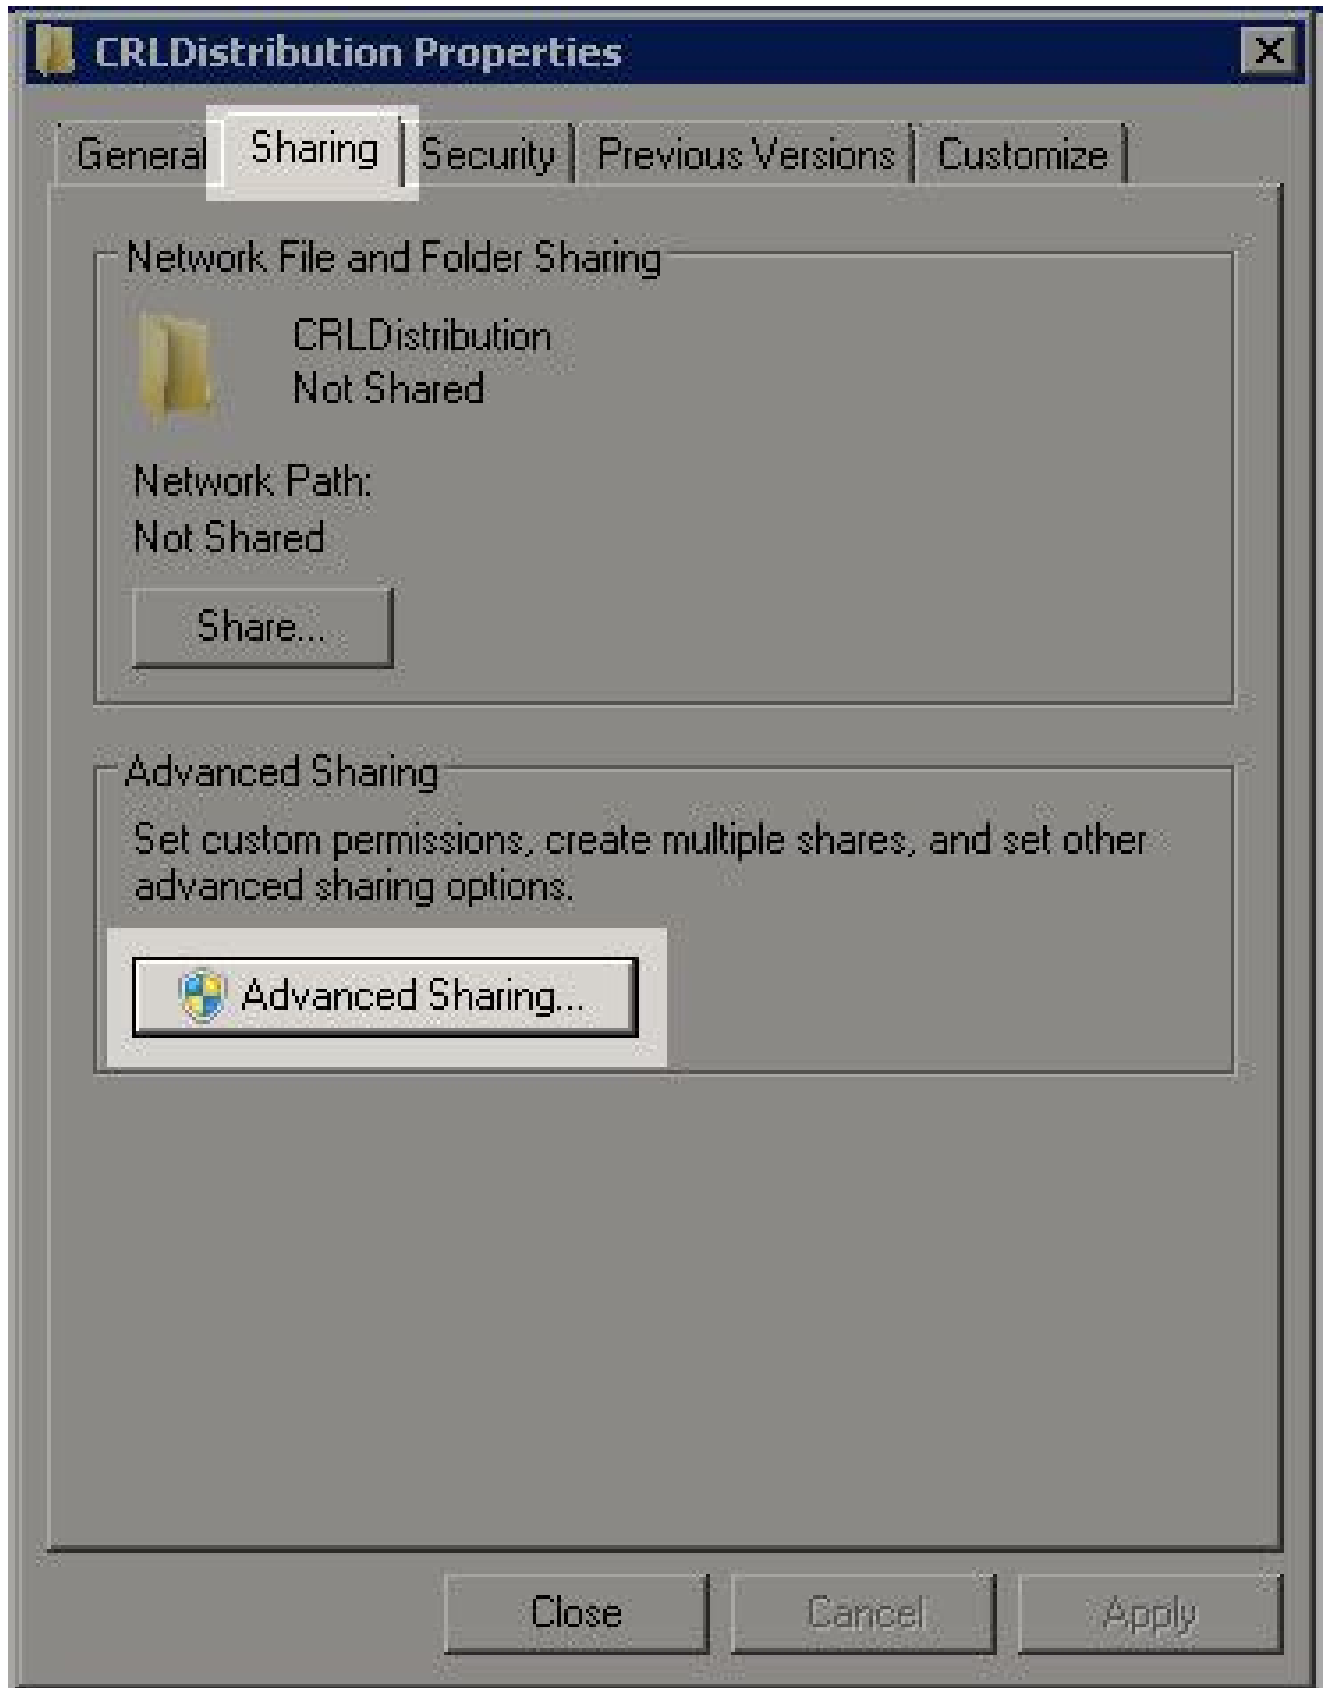 CRLDistribution Properties
General Sharing Security Previous Versions Customize
Network File and Folder Sharing
CRLDistribution
Not Shared
Network Path:
Not Shared
Share...
Advanced Sharing
Set custom permissions, create multiple shares, and set other
advanced sharing options.
Advanced Sharing...
Close Cancel Apply